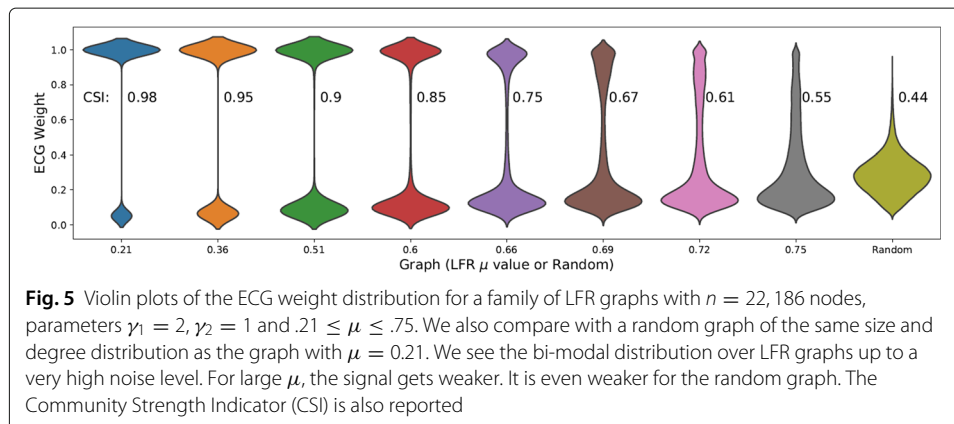 1.0
0.8
CSI: 0.98 0.95 0.9 0.85 0.75 0.67 0.61 0.55 0.44
0.6
ECG Weight
0.4
0.2
0.0
0.21 0.36 0.51 0.6 0.66 0.69 0.72 0.75 Random
Graph (LFR μ value or Random)
Fig. 5 Violin plots of the ECG weight distribution for a family of LFR graphs with n = 22, 186 nodes,
parameters γ₁ = 2, γ₂ = 1 and .21 ≤ μ ≤ .75. We also compare with a random graph of the same size and
degree distribution as the graph with μ = 0.21. We see the bi-modal distribution over LFR graphs up to a
very high noise level. For large μ, the signal gets weaker. It is even weaker for the random graph. The
Community Strength Indicator (CSI) is also reported